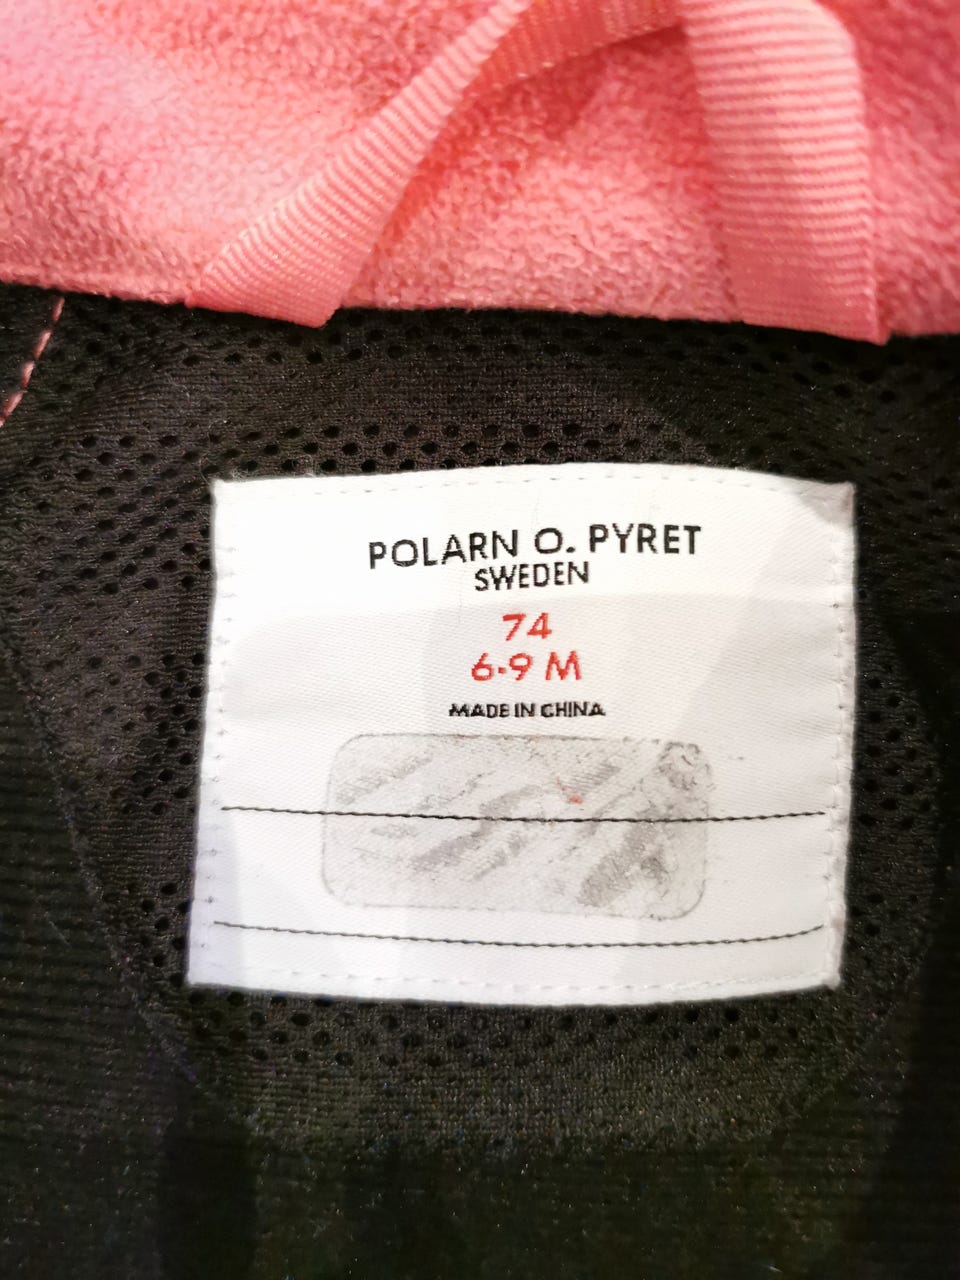 POLARN O. PYRET
SWEDEN
74
6-9 M
MADE IN CHINA